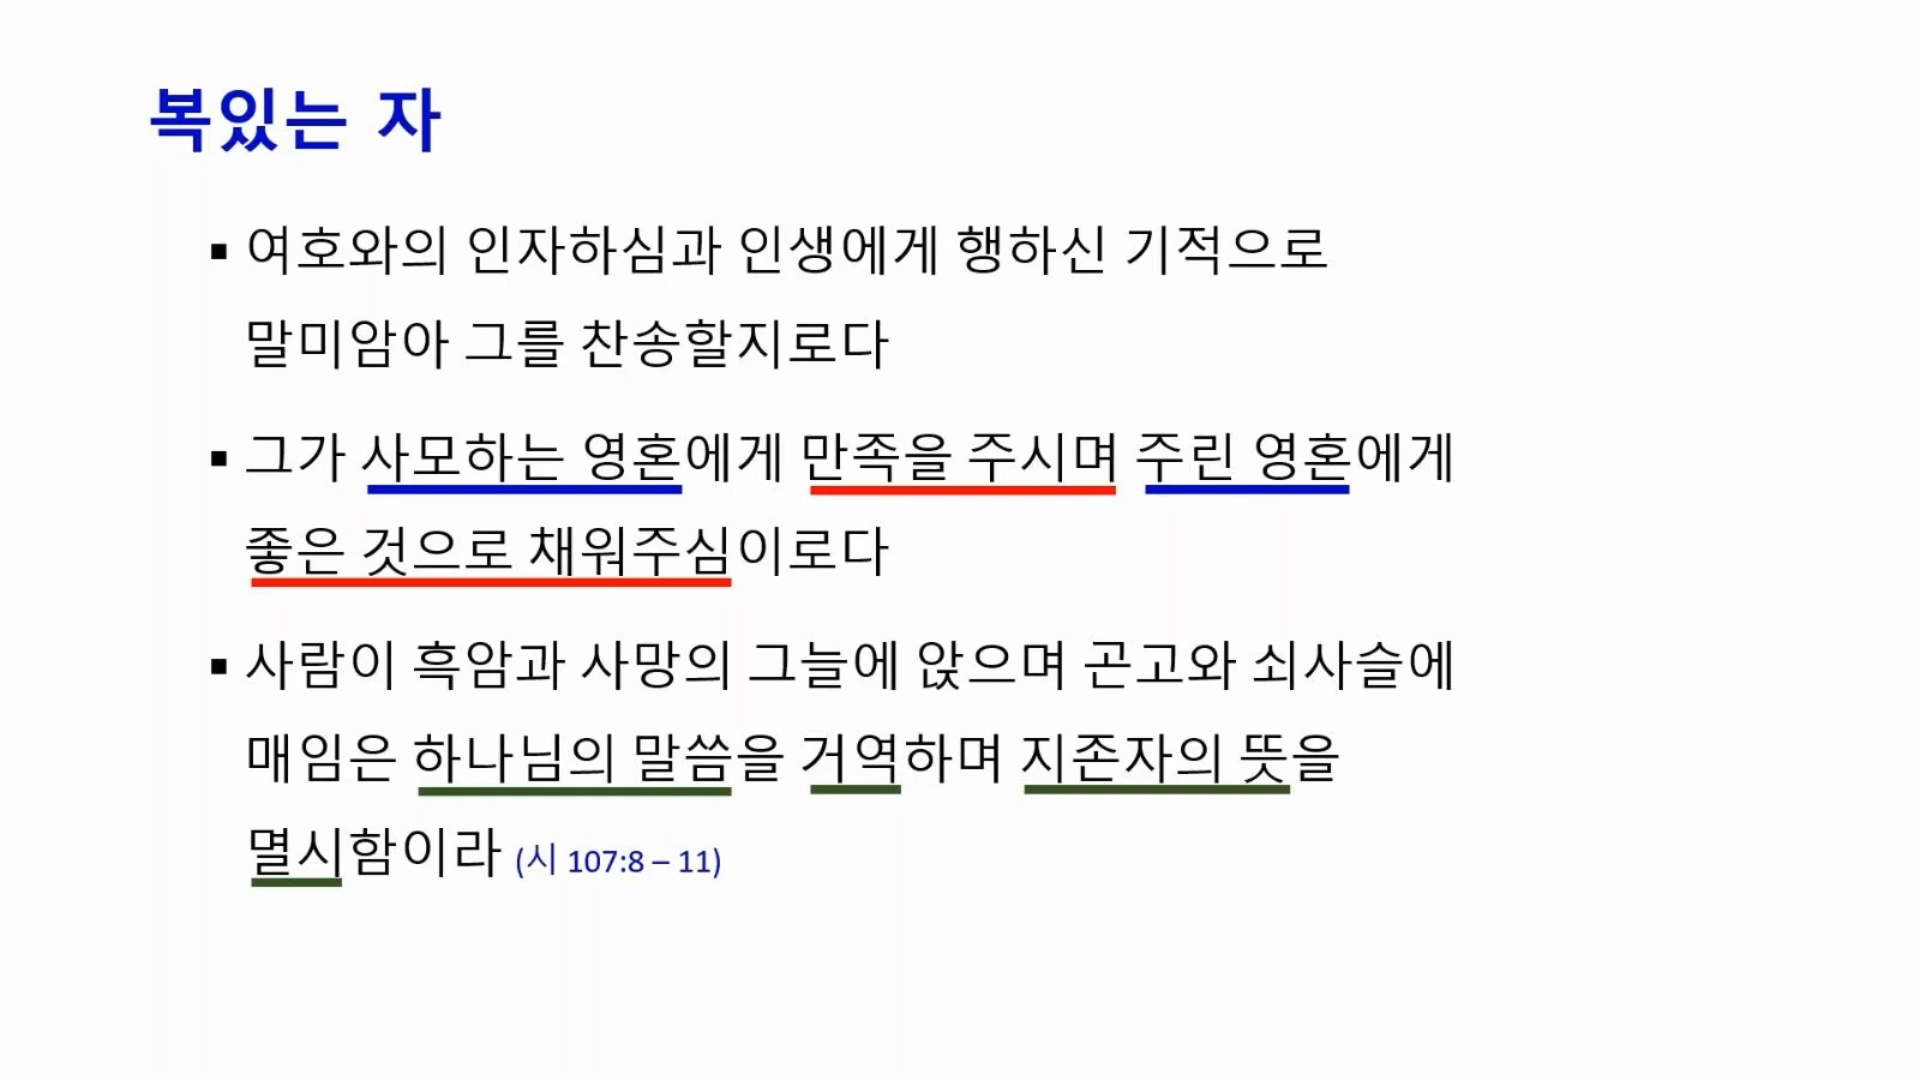 복있는 자
▪ 여호와의 인자하심과 인생에게 행하신 기적으로
말미암아 그를 찬송할지로다
▪ 그가 사모하는 영혼에게 만족을 주시며 주린 영혼에게
좋은 것으로 채워주심이로다
▪ 사람이 흑암과 사망의 그늘에 앉으며 곤고와 쇠사슬에
매임은 하나님의 말씀을 거역하며 지존자의 뜻을
멸시함이라 (시 107:8 – 11)